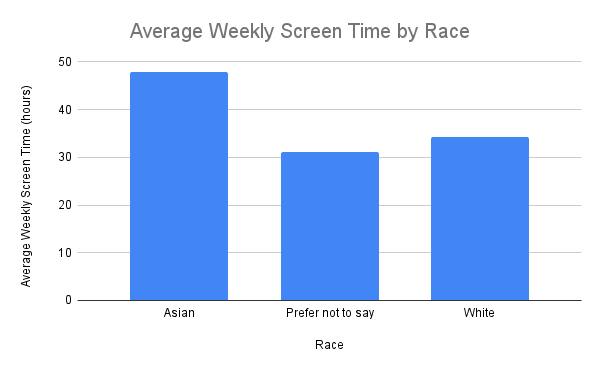 Average Weekly Screen Time by Race
Average Weekly Screen Time (hours)
50
40
30
20
10
0
Asian
Prefer not to say
White
Race